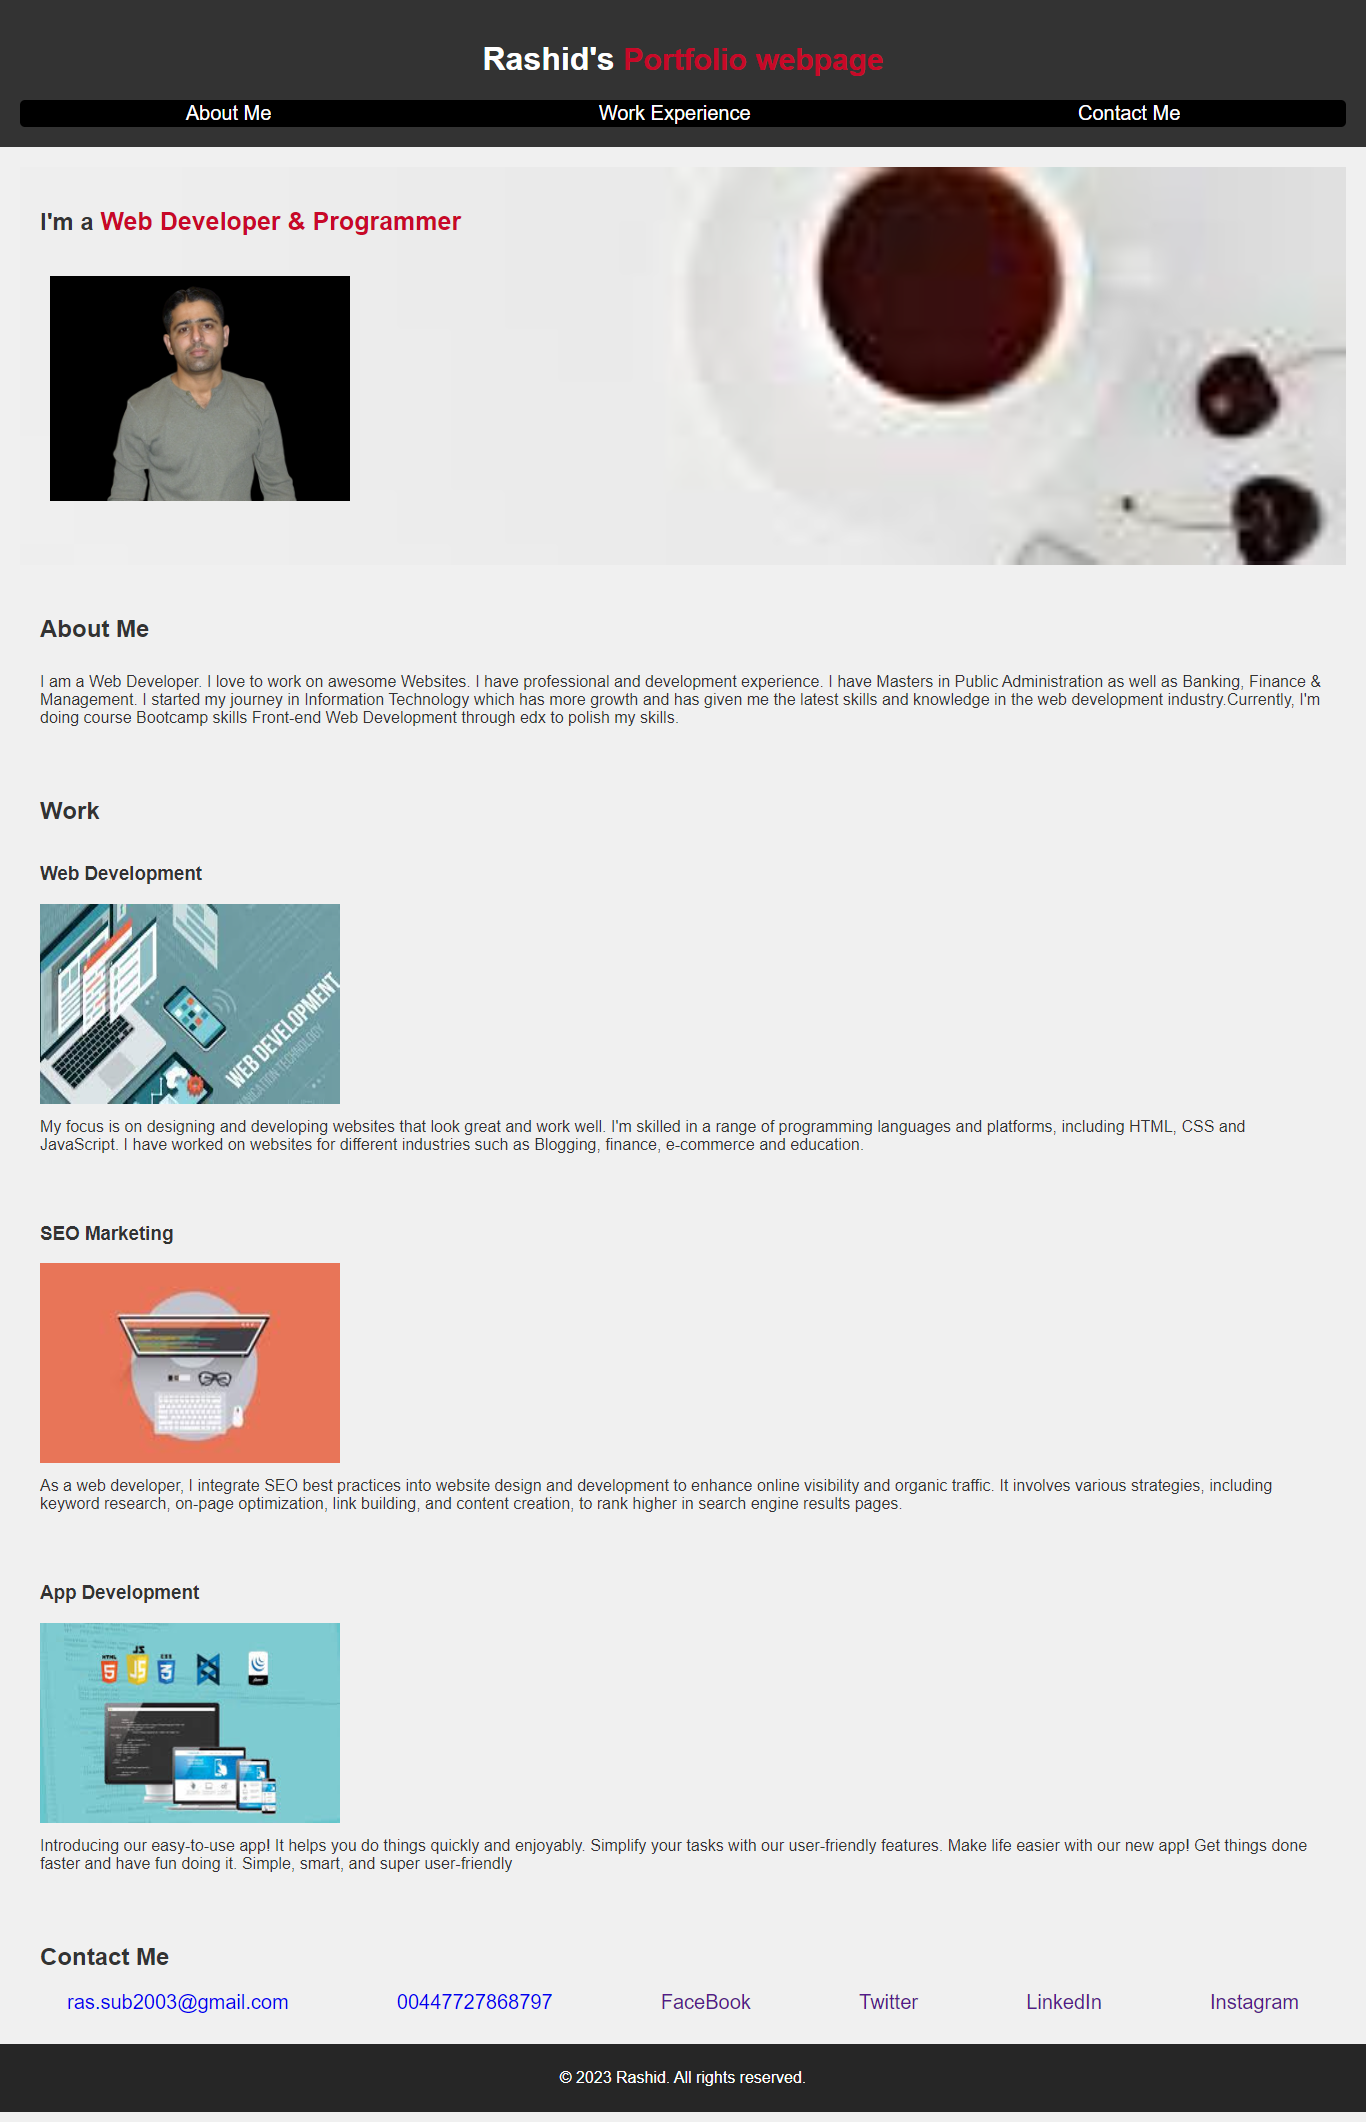 Rashid's Portfolio webpage
About Me Work Experience Contact Me
I'm a Web Developer & Programmer
About Me
I am a Web Developer. I love to work on awesome Websites. I have professional and development experience. I have Masters in Public Administration as well as Banking, Finance &
Management. I started my journey in Information Technology which has more growth and has given me the latest skills and knowledge in the web development industry.Currently, I'm
doing course Bootcamp skills Front-end Web Development through edx to polish my skills.
Work
Web Development
WEB DEVELOPMENT
My focus is on designing and developing websites that look great and work well. I'm skilled in a range of programming languages and platforms, including HTML, CSS and
JavaScript. I have worked on websites for different industries such as Blogging, finance, e-commerce and education.
SEO Marketing
As a web developer, I integrate SEO best practices into website design and development to enhance online visibility and organic traffic. It involves various strategies, including
keyword research, on-page optimization, link building, and content creation, to rank higher in search engine results pages.
App Development
HTML JS CSS
5 JS 3
Introducing our easy-to-use app! It helps you do things quickly and enjoyably. Simplify your tasks with our user-friendly features. Make life easier with our new app! Get things done
faster and have fun doing it. Simple, smart, and super user-friendly
Contact Me
ras.sub2003@gmail.com 00447727868797 FaceBook Twitter LinkedIn Instagram
© 2023 Rashid. All rights reserved.